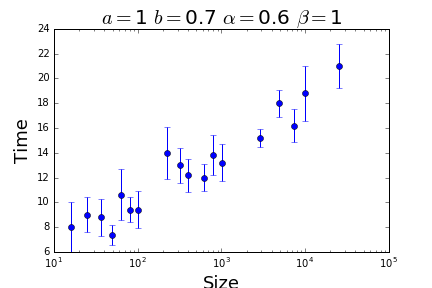 a = 1 b = 0.7 α = 0.6 β = 1
24
22
20
18
16
14
12
10
8
6
Time
10^1 10^2 10^3 10^4 10^5
Size